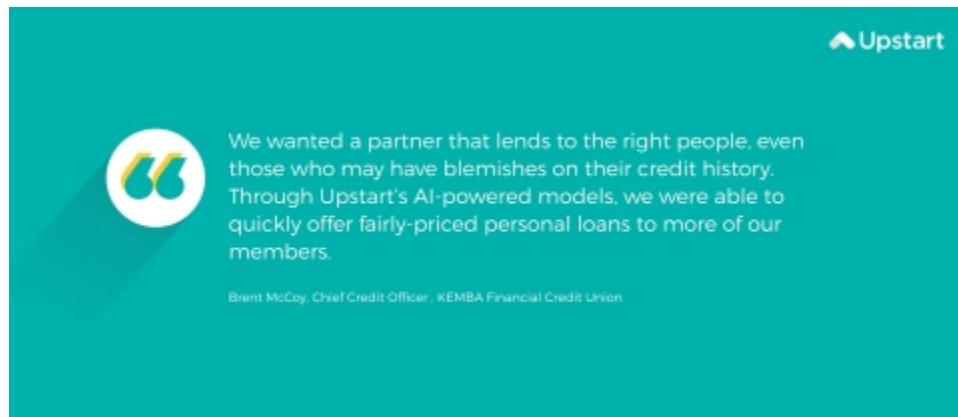 Upstart
We wanted a partner that lends to the right people, even
those who may have blemishes on their credit history.
Through Upstart's AI-powered models, we were able to
quickly offer fairly-priced personal loans to more of our
members.
Brent McCoy, Chief Credit Officer , KEMBA Financial Credit Union